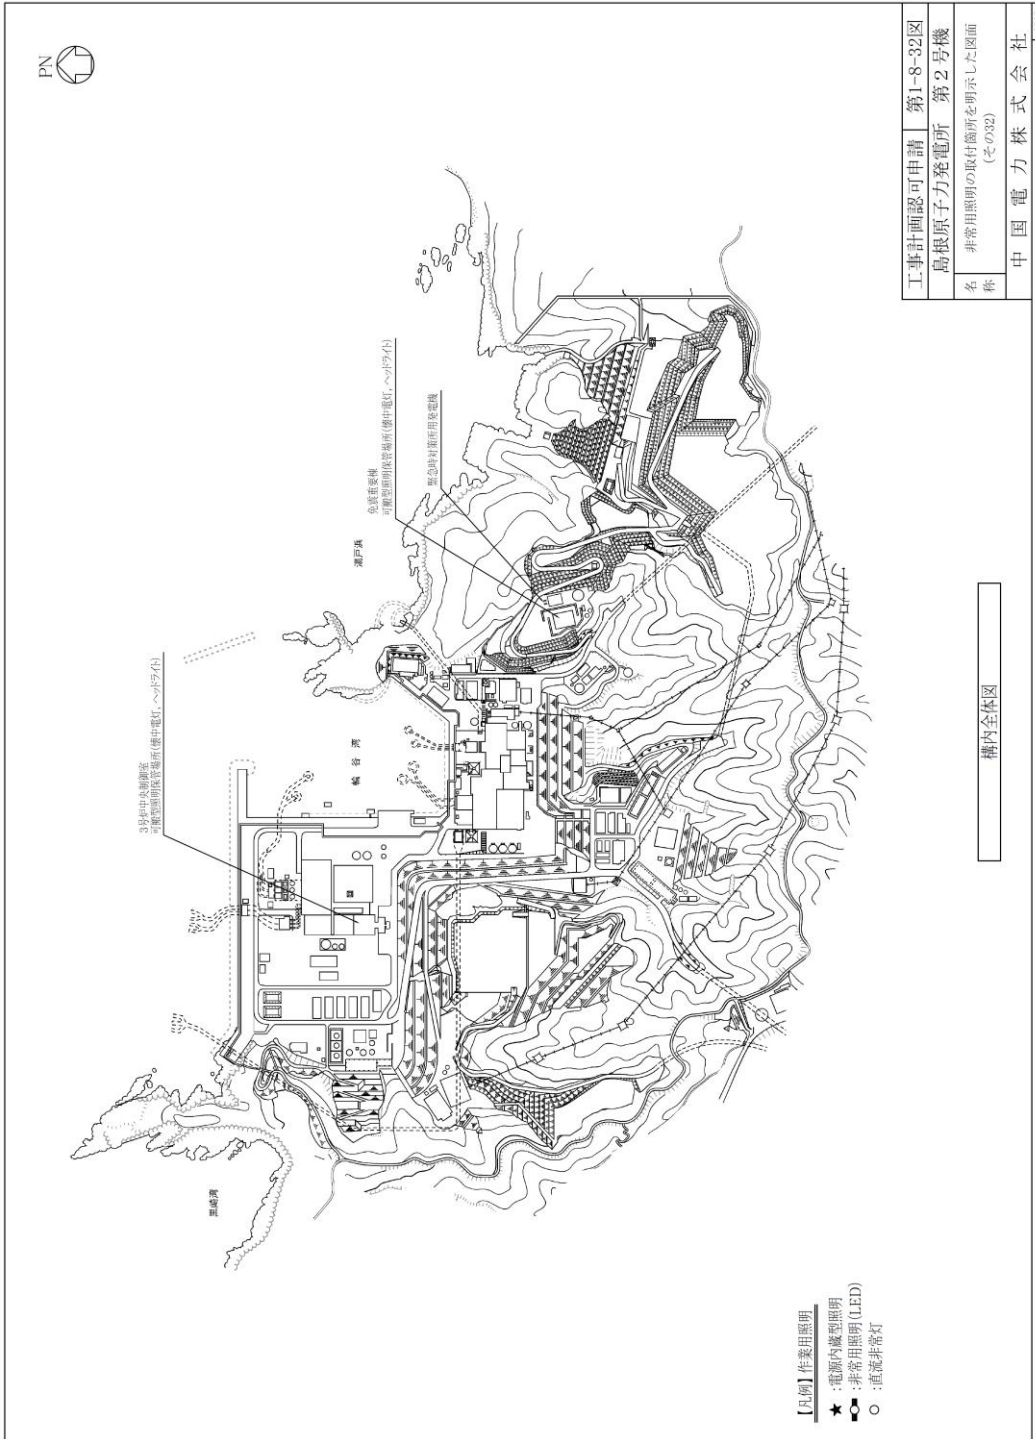 PN
3号炉中央制御室
可搬型照明保管場所(懐中電灯, ヘッドライト)
免震重要棟
可搬型照明保管場所(懐中電灯, ヘッドライト)
緊急時対策所用発電機
輪谷湾
【凡例】作業用照明
★ :電源内蔵型照明
:非常用照明(LED)
○ :直流非常灯
構内全体図
工事計画認可申請 第1-8-32図
島根原子力発電所 第2号機
名称 非常用照明の取付箇所を明示した図面
(その32)
中国電力株式会社